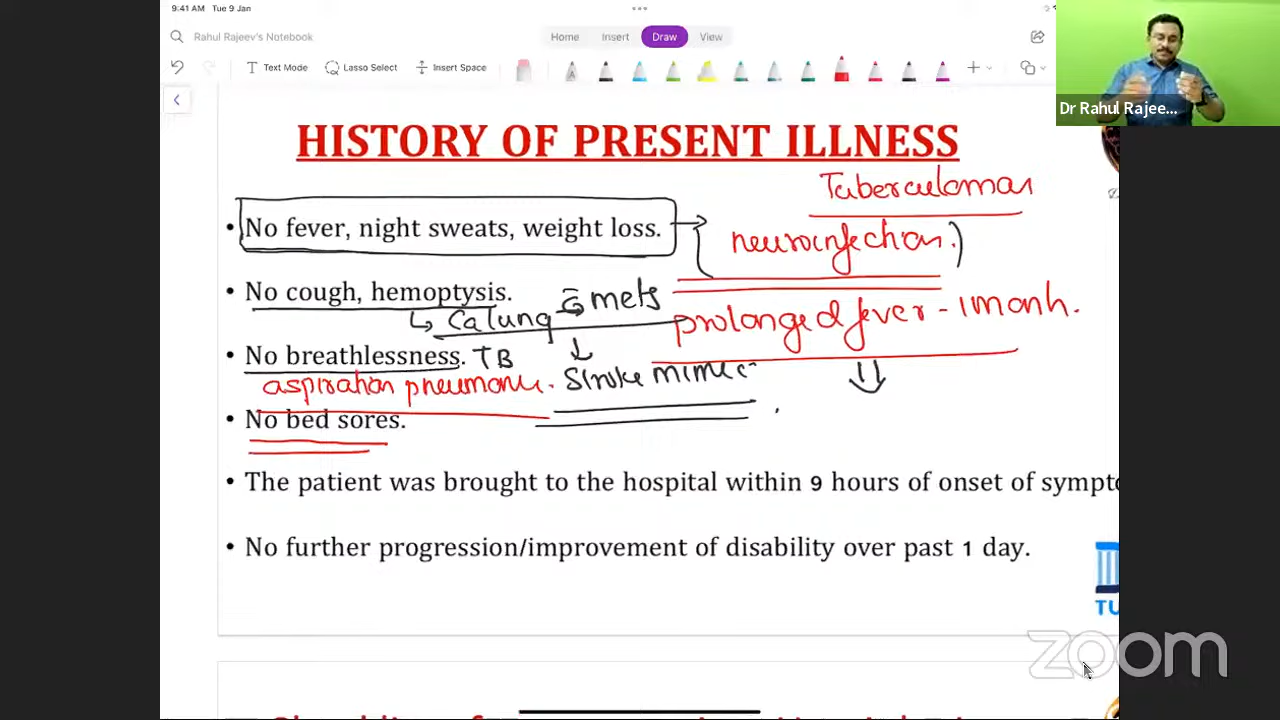 9:41 AM Tue 9 Jan
Rahul Rajeev's Notebook
Home Insert Draw View
Text Mode Lasso Select Insert Space
Dr Rahul Rajee...
HISTORY OF PRESENT ILLNESS
Tuberculomas
• No fever, night sweats, weight loss.
neuroinfection.)
• No cough, hemoptysis.
Ca lung c̄ mets
prolonged fever - 1 month.
• No breathlessness. TB
Stroke mimic
aspiration pneumonia.
• No bed sores.
• The patient was brought to the hospital within 9 hours of onset of sympto
• No further progression/improvement of disability over past 1 day.
TU
zoom